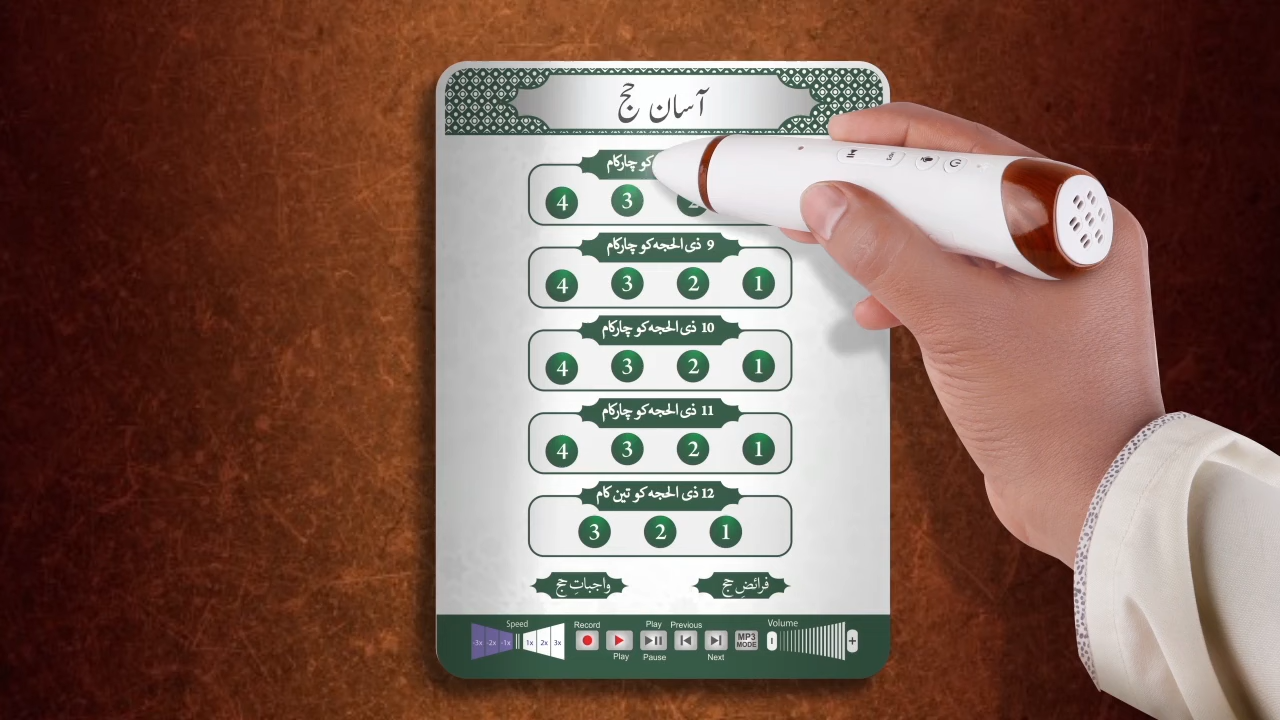 آسان حج
کو چارکام
2 3 4
9 ذی الحجہ کو چارکام
1 2 3 4
10 ذی الحجہ کو چارکام
1 2 3 4
11 ذی الحجہ کو چارکام
1 2 3 4
12 ذی الحجہ کو تین کام
1 2 3
فرائضِ حج
واجباتِ حج
Speed
-3x -2x -1x 1x 2x 3x
Record
Play
Play
Pause
Previous
Next
MP3
MODE
Volume
- +